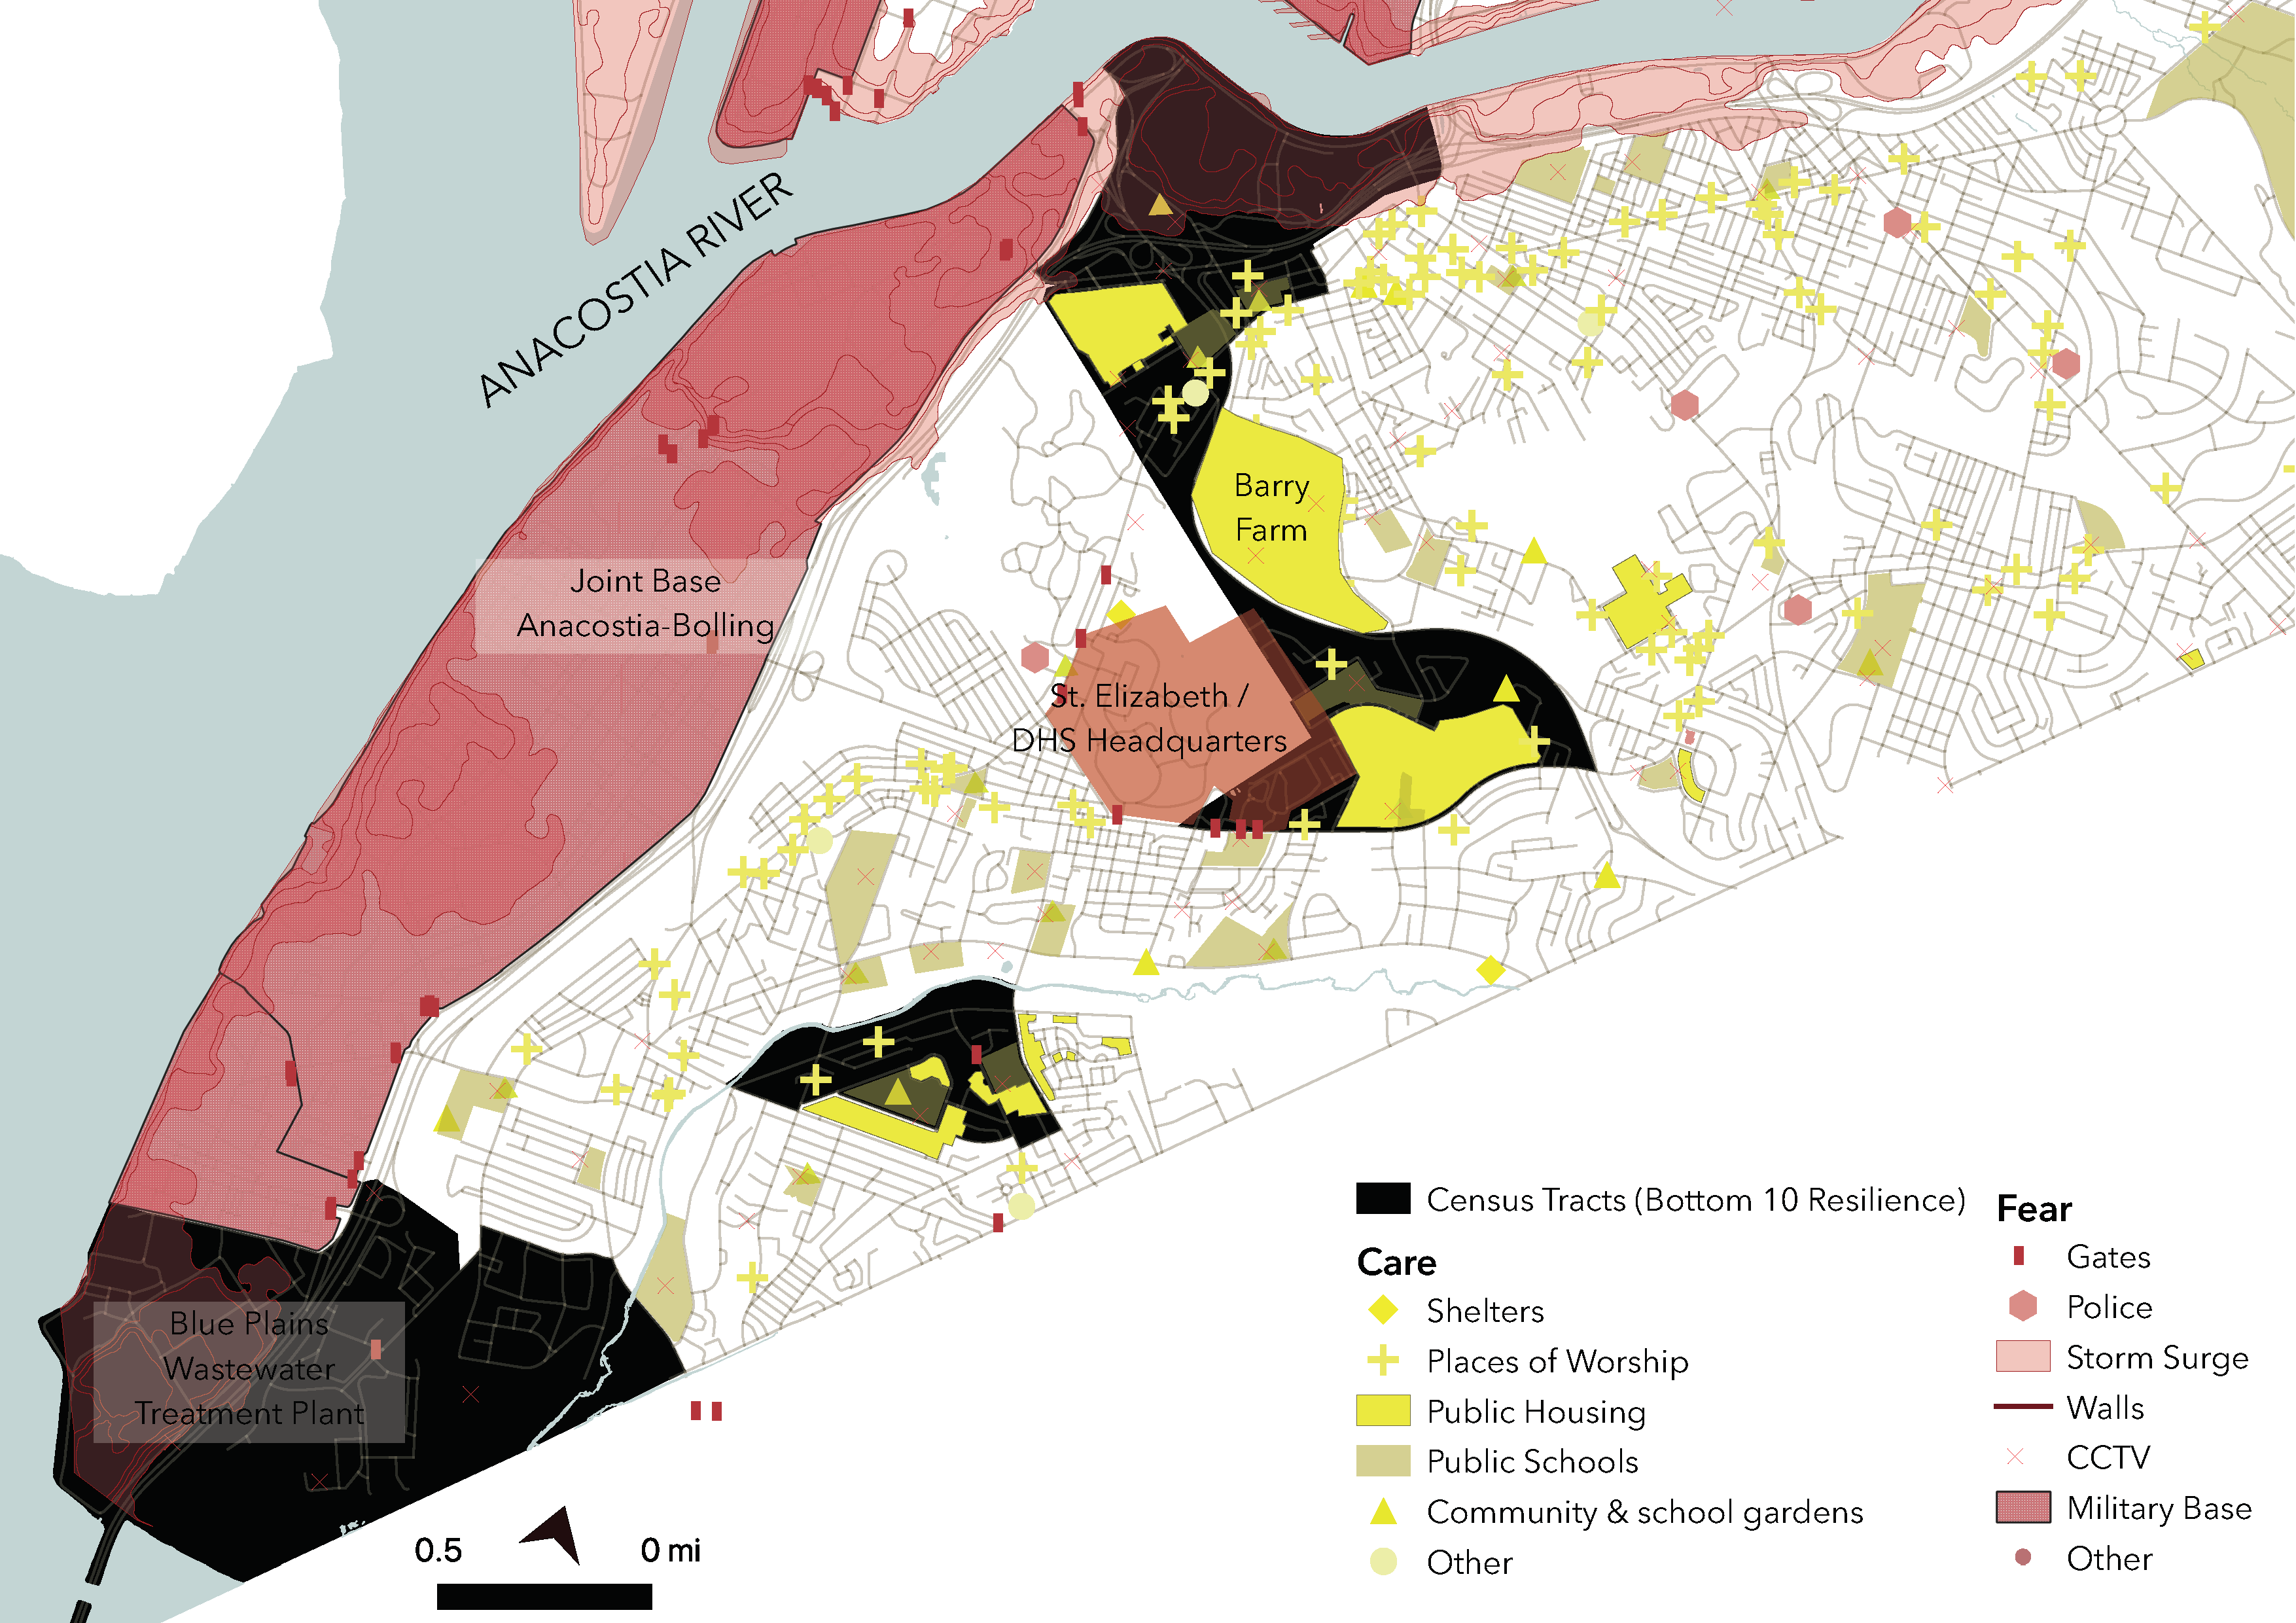 ANACOSTIA RIVER
Barry
Farm
Joint Base
Anacostia-Bolling
St. Elizabeth /
DHS Headquarters
Blue Plains
Wastewater
Treatment Plant
0.5
0 mi
Census Tracts (Bottom 10 Resilience)
Care
Shelters
Places of Worship
Public Housing
Public Schools
Community & school gardens
Other
Fear
Gates
Police
Storm Surge
Walls
CCTV
Military Base
Other